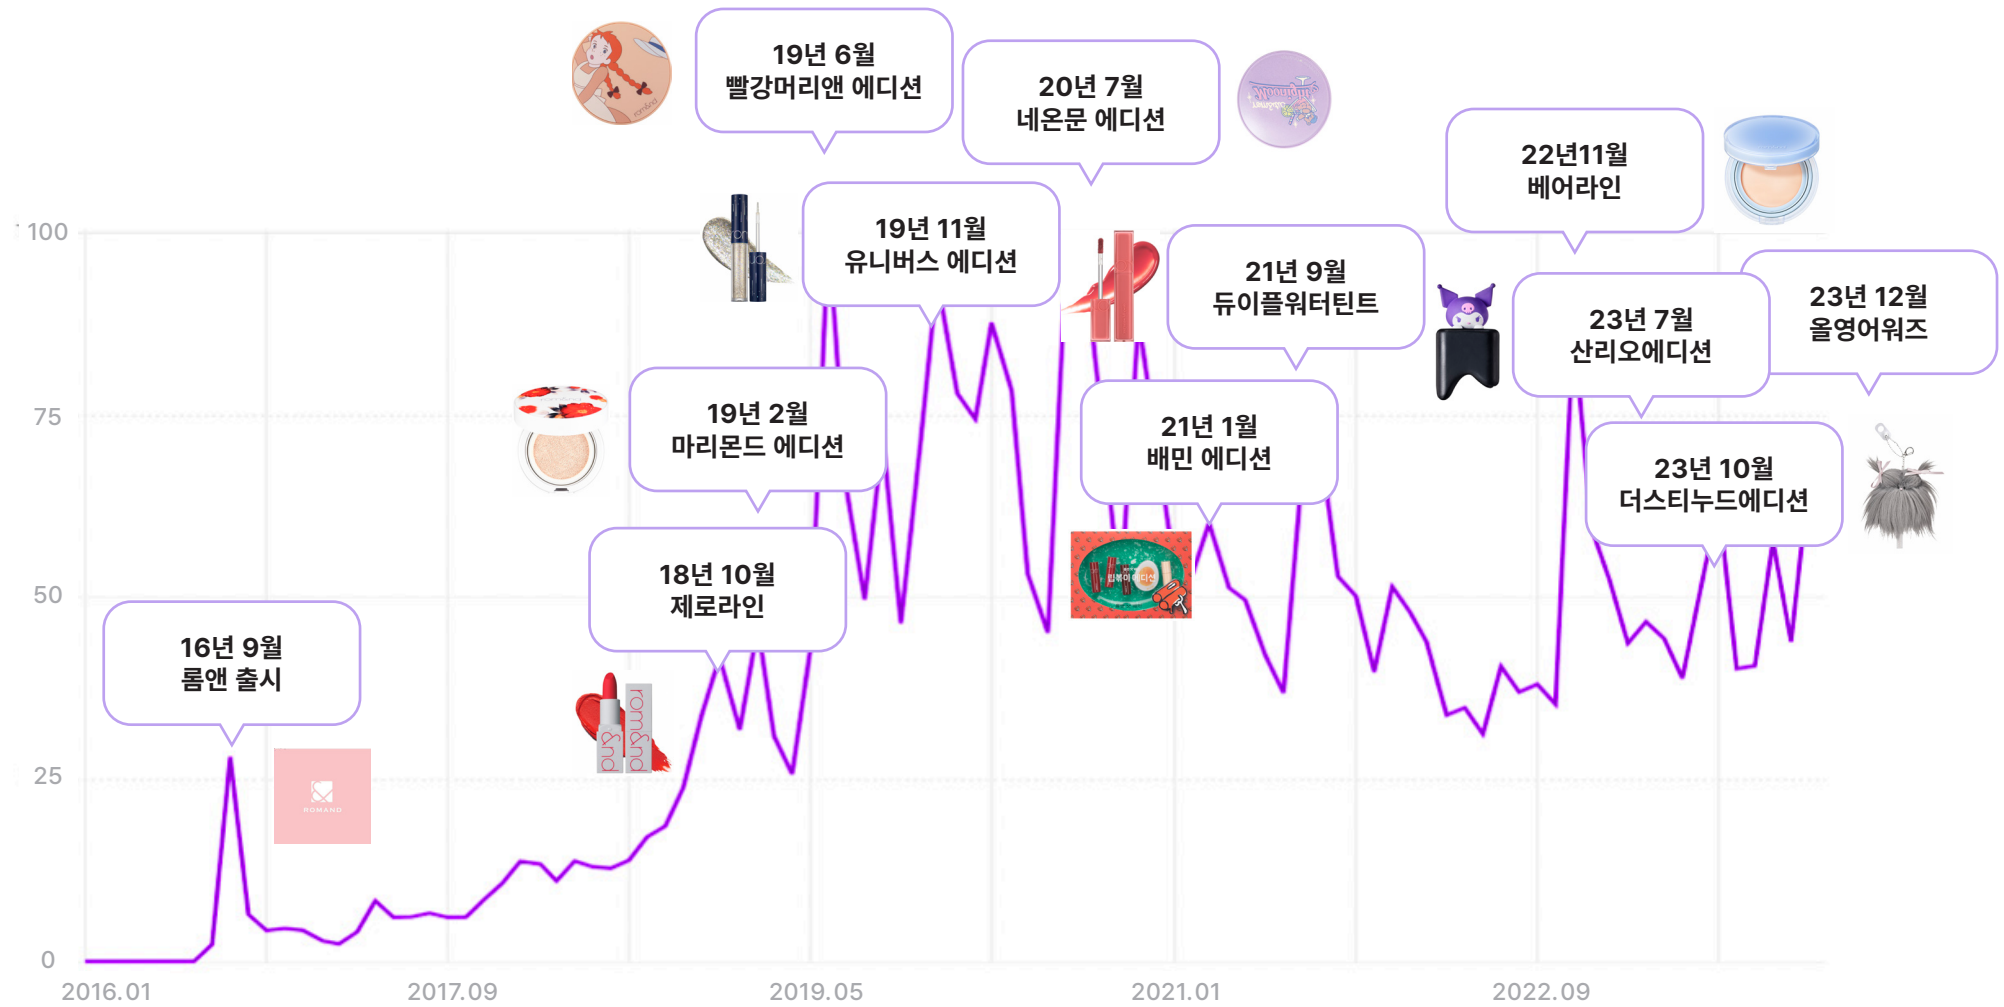 19년 6월
빨강머리앤 에디션
20년 7월
네온문 에디션
22년11월
베어라인
19년 11월
유니버스 에디션
21년 9월
듀이풀워터틴트
23년 7월
산리오에디션
23년 12월
올영어워즈
19년 2월
마리몬드 에디션
21년 1월
배민 에디션
23년 10월
더스티누드에디션
18년 10월
제로라인
16년 9월
롬앤 출시
rom&nd
rom&nd
ROMAND
100
75
50
25
0
2016.01
2017.09
2019.05
2021.01
2022.09